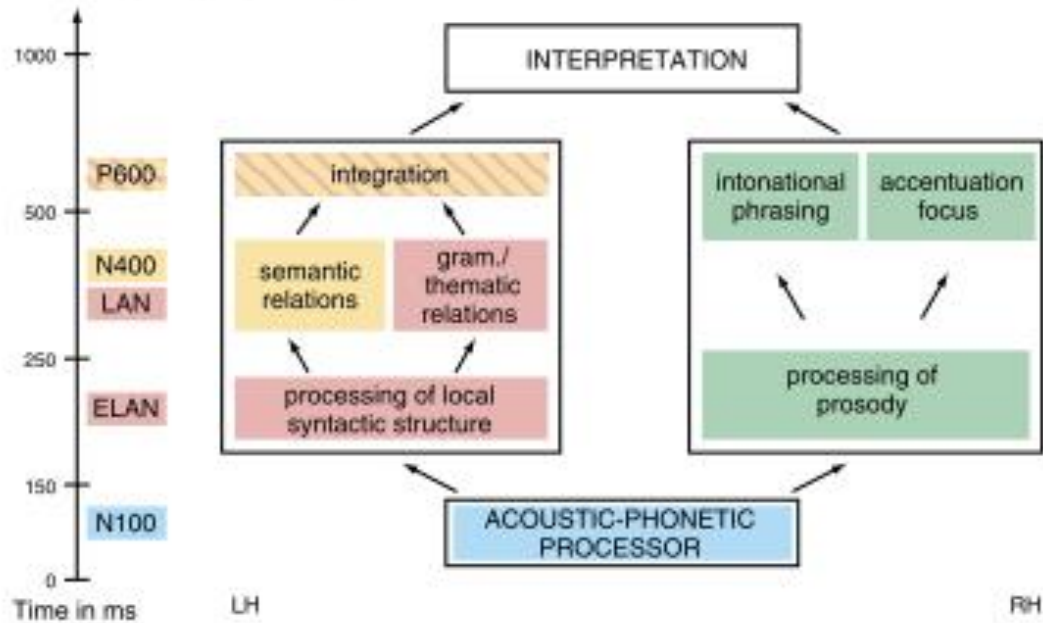 1000
INTERPRETATION
P600
integration
intonational
phrasing
accentuation
focus
500
N400
LAN
semantic
relations
gram./
thematic
relations
250
ELAN
processing of local
syntactic structure
processing of
prosody
150
N100
ACOUSTIC-PHONETIC
PROCESSOR
0
Time in ms
LH
RH